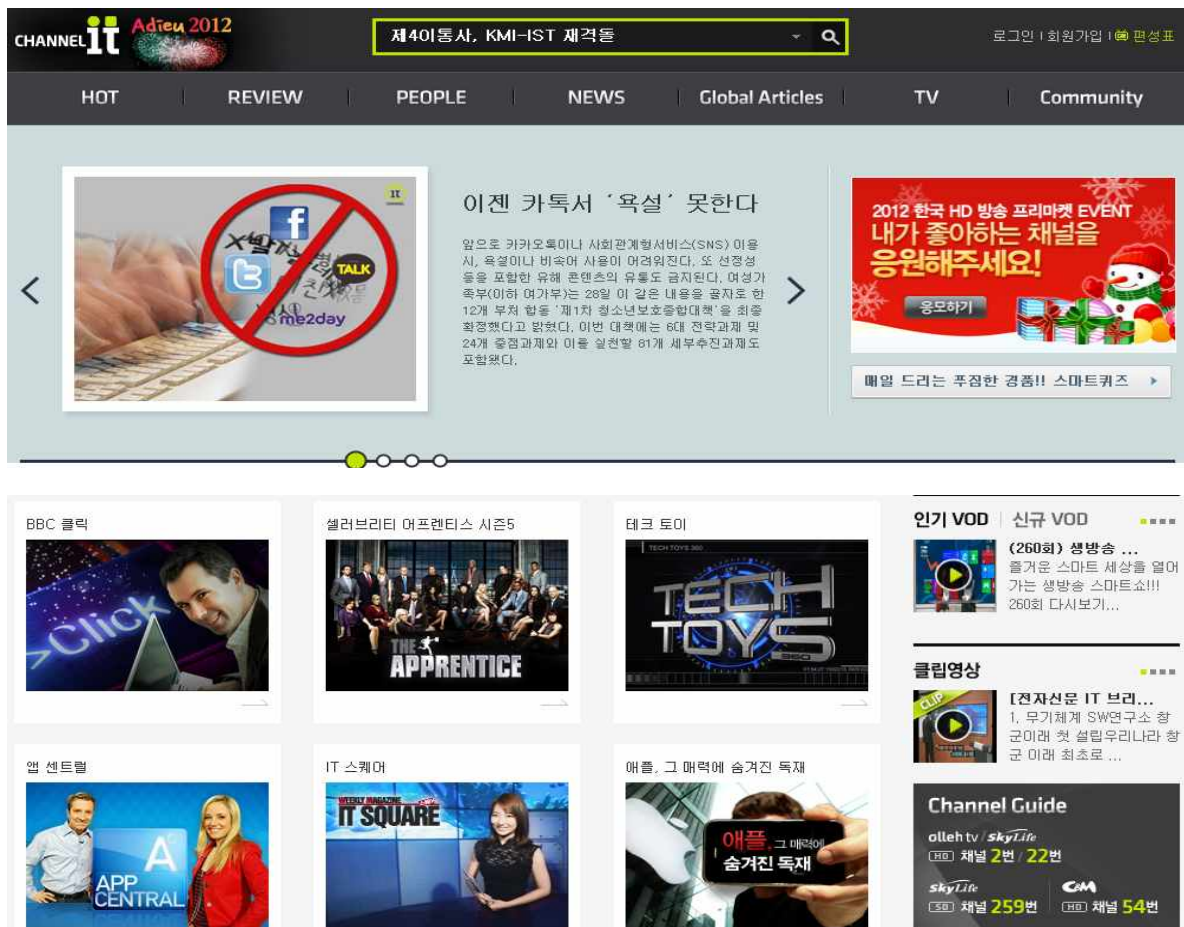 CHANNEL it
Adieu 2012
제4이통사, KMI-IST 재격돌
로그인 I 회원가입 I 편성표
HOT
REVIEW
PEOPLE
NEWS
Global Articles
TV
Community
TALK
me2day
it
이젠 카톡서 '욕설' 못한다
앞으로 카카오톡이나 사회관계형서비스(SNS) 이용
시, 욕설이나 비속어 사용이 어려워진다. 또 선정성
등을 포함한 유해 콘텐츠의 유통도 금지된다. 여성가
족부(이하 여가부)는 28일 이 같은 내용을 골자로 한
12개 부처 합동 '제1차 청소년보호종합대책'을 최종
확정했다고 밝혔다. 이번 대책에는 6대 전략과제 및
24개 중점과제와 이를 실천할 81개 세부추진과제도
포함됐다.
2012 한국 HD 방송 프리마켓 EVENT
내가 좋아하는 채널을
응원해주세요!
응모하기
매일 드리는 푸짐한 경품!! 스마트퀴즈
BBC 클릭
>Click
셀러브리티 어프렌티스 시즌5
THE
APPRENTICE
테크 토이
TECH TOYS 360
TECH
TOYS
360
인기 VOD
신규 VOD
(260회) 생방송 ...
즐거운 스마트 세상을 열어
가는 생방송 스마트쇼!!!
260회 다시보기...
클립영상
CLIP
[전자신문 IT 브리...
1. 무기체계 SW연구소 창
군이래 첫 설립우리나라 창
군 이래 최초로 ...
앱 센트럴
A
APP
CENTRAL
IT 스퀘어
WEEKLY MAGAZINE
IT SQUARE
애플, 그 매력에 숨겨진 독재
애플, 그 매력에
숨겨진 독재
Channel Guide
olleh tv / skyLife
HD 채널 2번 / 22번
skyLife
SD 채널 259번
C&M
HD 채널 54번